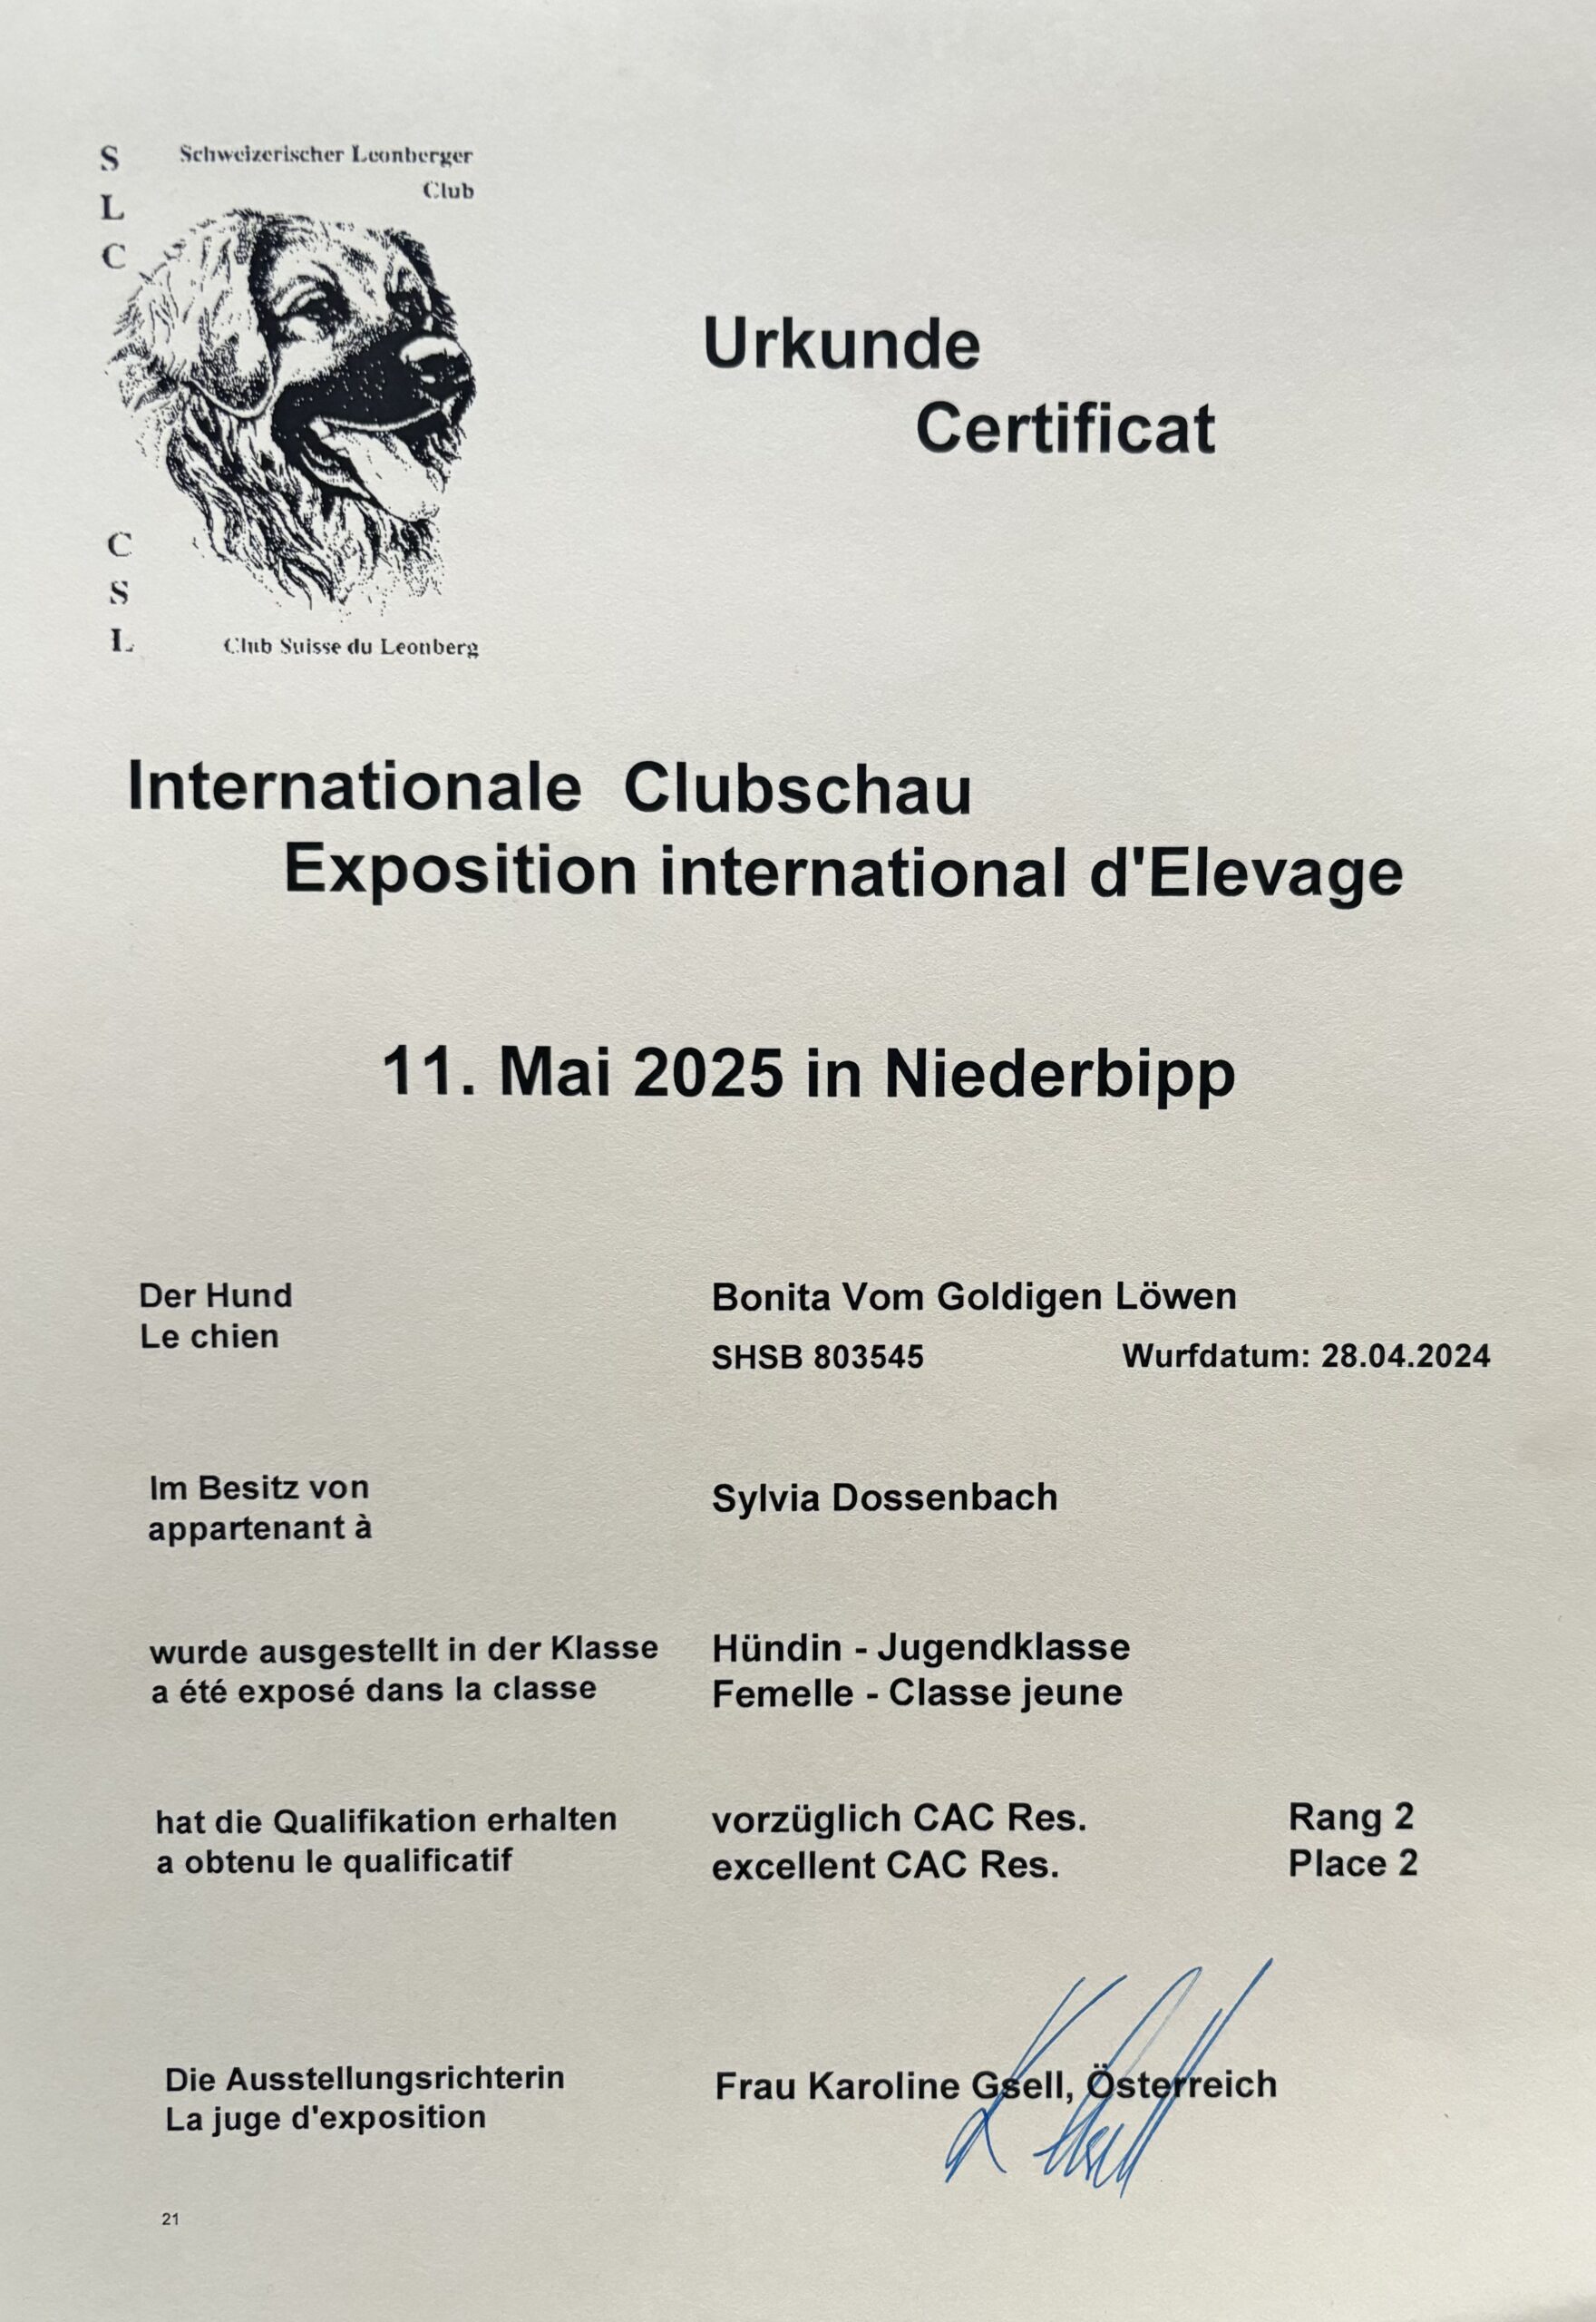 S
L
C
Schweizerischer Leonberger
Club
C
S
L
Club Suisse du Leonberg
Urkunde
Certificat
Internationale Clubschau
Exposition international d'Elevage
11. Mai 2025 in Niederbipp
Der Hund
Le chien
Bonita Vom Goldigen Löwen
SHSB 803545 Wurfdatum: 28.04.2024
Im Besitz von
appartenant à
Sylvia Dossenbach
wurde ausgestellt in der Klasse
a été exposé dans la classe
Hündin - Jugendklasse
Femelle - Classe jeune
hat die Qualifikation erhalten
a obtenu le qualificatif
vorzüglich CAC Res. Rang 2
excellent CAC Res. Place 2
Die Ausstellungsrichterin
La juge d'exposition
Frau Karoline Gsell, Österreich
K Gsell
21